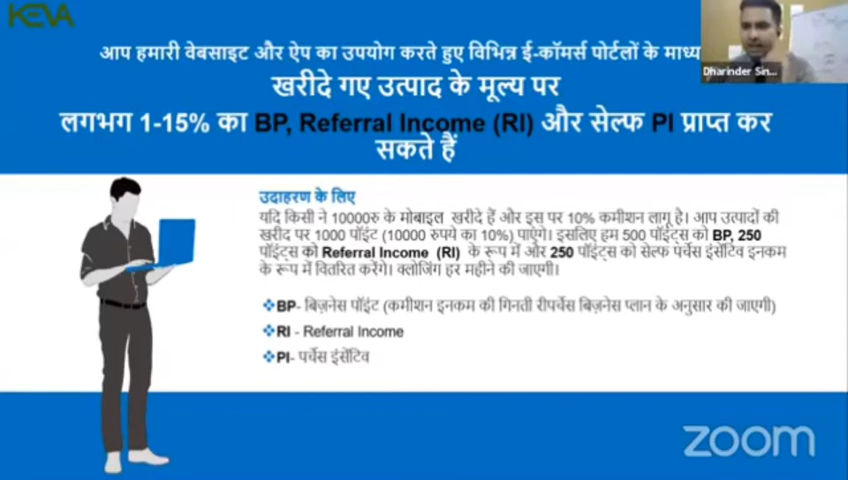 KEVA
आप हमारी वेबसाइट और ऐप का उपयोग करते हुए विभिन्न ई-कॉमर्स पोर्टलों के माध्य
खरीदे गए उत्पाद के मूल्य पर
लगभग 1-15% का BP, Referral Income (RI) और सेल्फ PI प्राप्त कर
सकते हैं
Dharinder Sin...
उदाहरण के लिए
यदि किसी ने 10000रु के मोबाइल खरीदे हैं और इस पर 10% कमीशन लागू है। आप उत्पादों की
खरीद पर 1000 पॉइंट (10000 रुपये का 10%) पाएंगे। इसलिए हम 500 पॉइंट्स को BP, 250
पॉइंट्स को Referral Income (RI) के रूप में और 250 पॉइंट्स को सेल्फ पर्चेस इंसेंटिव इनकम
के रूप में वितरित करेंगे। क्लोजिंग हर महीने की जाएगी।
BP- बिज़नेस पॉइंट (कमीशन इनकम की गिनती रीपर्चेस बिज़नेस प्लान के अनुसार की जाएगी)
RI - Referral Income
PI- पर्चेस इंसेंटिव
zoom